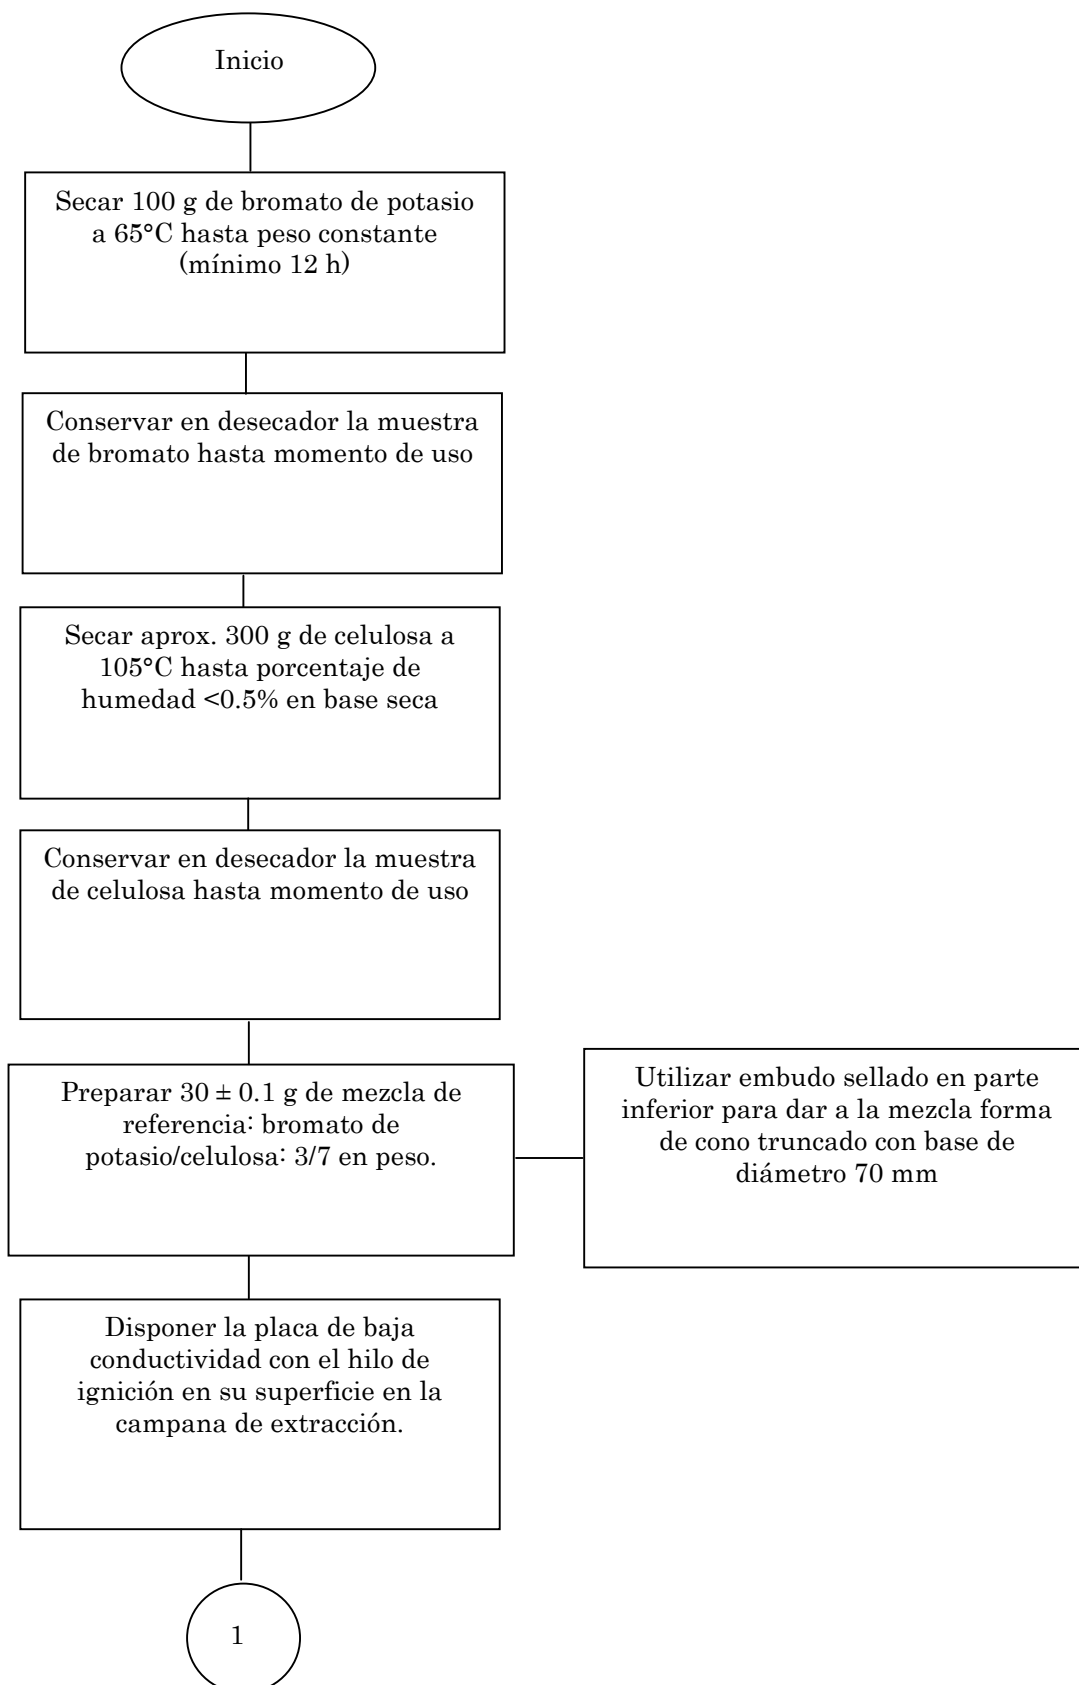 Inicio
Secar 100 g de bromato de potasio
a 65°C hasta peso constante
(mínimo 12 h)
Conservar en desecador la muestra
de bromato hasta momento de uso
Secar aprox. 300 g de celulosa a
105°C hasta porcentaje de
humedad <0.5% en base seca
Conservar en desecador la muestra
de celulosa hasta momento de uso
Preparar 30 ± 0.1 g de mezcla de
referencia: bromato de
potasio/celulosa: 3/7 en peso.
Utilizar embudo sellado en parte
inferior para dar a la mezcla forma
de cono truncado con base de
diámetro 70 mm
Disponer la placa de baja
conductividad con el hilo de
ignición en su superficie en la
campana de extracción.
1